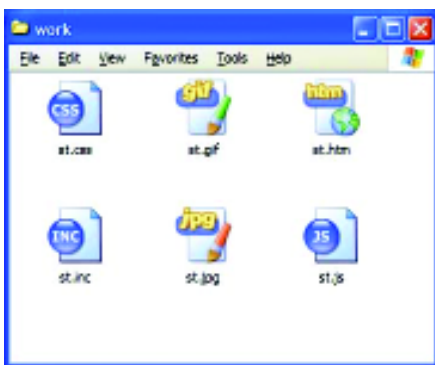 work
File Edit View Favorites Tools Help
CSS gif htm
st.css st.gif st.htm
INC jpg JS
st.inc st.jpg st.js